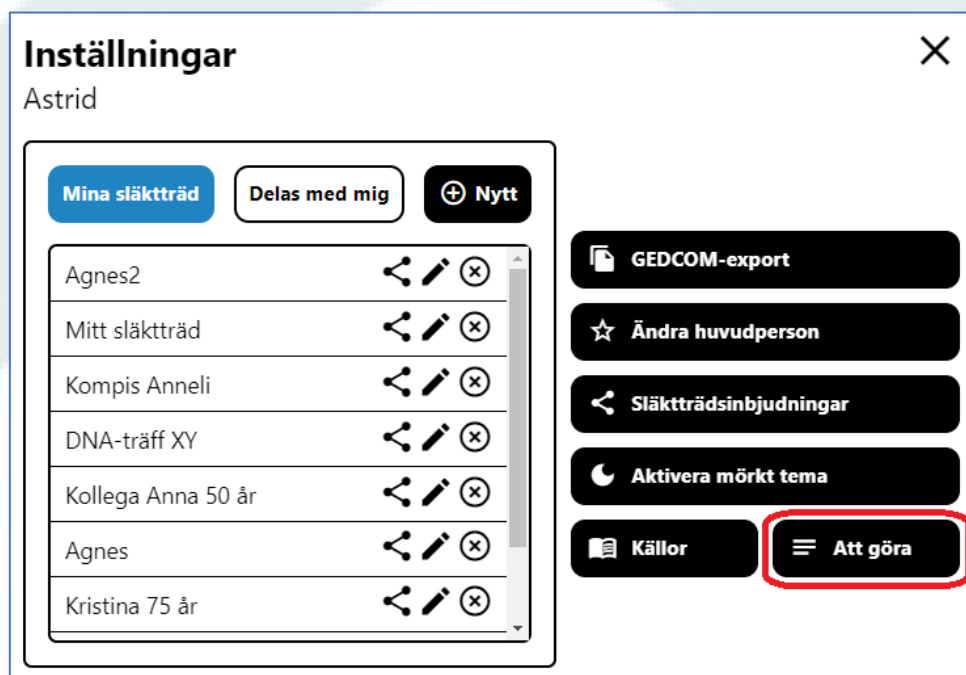 Inställningar
Astrid
Mina släktträd
Delas med mig
Nytt
Agnes2
Mitt släktträd
Kompis Anneli
DNA-träff XY
Kollega Anna 50 år
Agnes
Kristina 75 år
GEDCOM-export
Ändra huvudperson
Släktträdsinbjudningar
Aktivera mörkt tema
Källor
Att göra